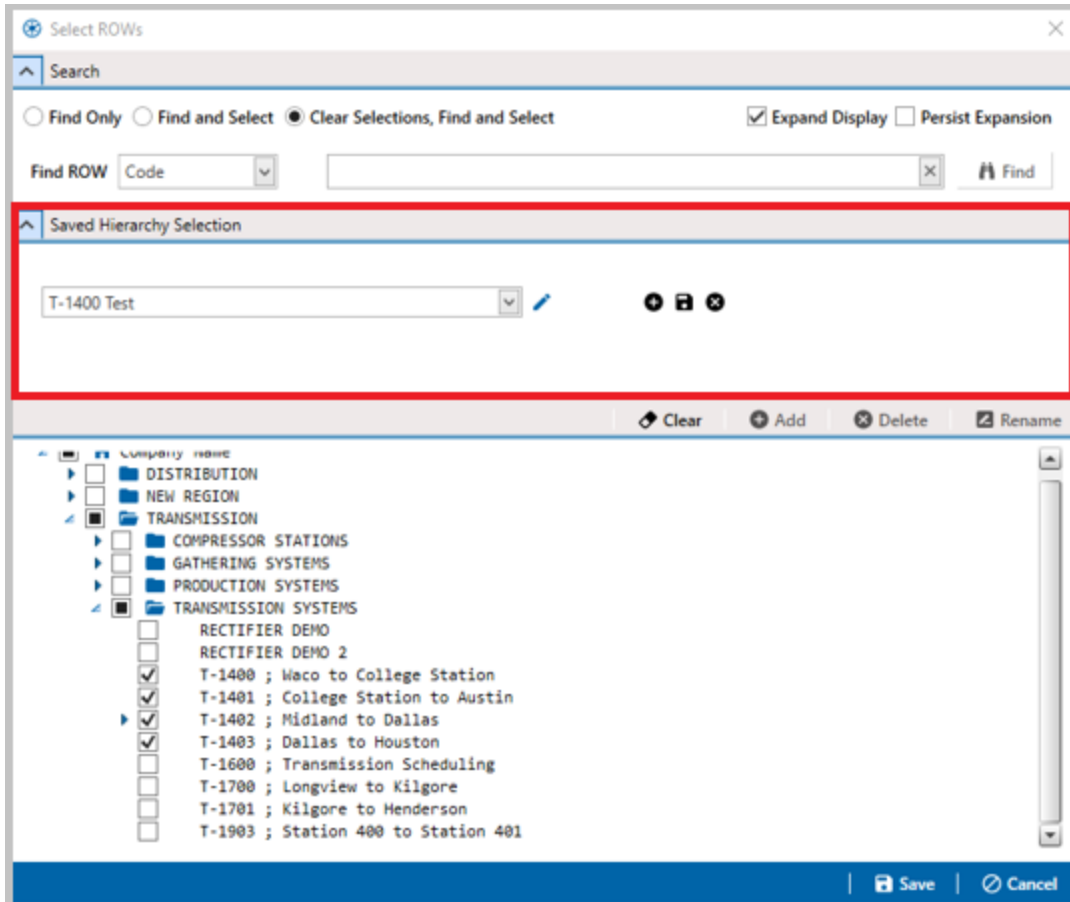 Select ROWs
Search
Find Only Find and Select Clear Selections, Find and Select Expand Display Persist Expansion
Find ROW Code Find
Saved Hierarchy Selection
T-1400 Test
Clear Add Delete Rename
Company Name
DISTRIBUTION
NEW REGION
TRANSMISSION
COMPRESSOR STATIONS
GATHERING SYSTEMS
PRODUCTION SYSTEMS
TRANSMISSION SYSTEMS
RECTIFIER DEMO
RECTIFIER DEMO 2
T-1400 ; Waco to College Station
T-1401 ; College Station to Austin
T-1402 ; Midland to Dallas
T-1403 ; Dallas to Houston
T-1600 ; Transmission Scheduling
T-1700 ; Longview to Kilgore
T-1701 ; Kilgore to Henderson
T-1903 ; Station 400 to Station 401
Save Cancel